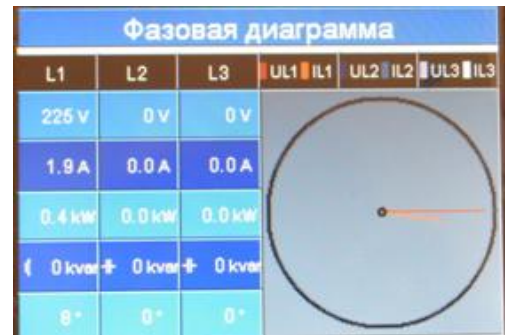 Фазовая диаграмма
L1 L2 L3 UL1 IL1 UL2 IL2 UL3 IL3
225 V 0 V 0 V
1.9 A 0.0 A 0.0 A
0.4 kW 0.0 kW 0.0 kW
0 kvar 0 kvar 0 kvar
8° 0° 0°